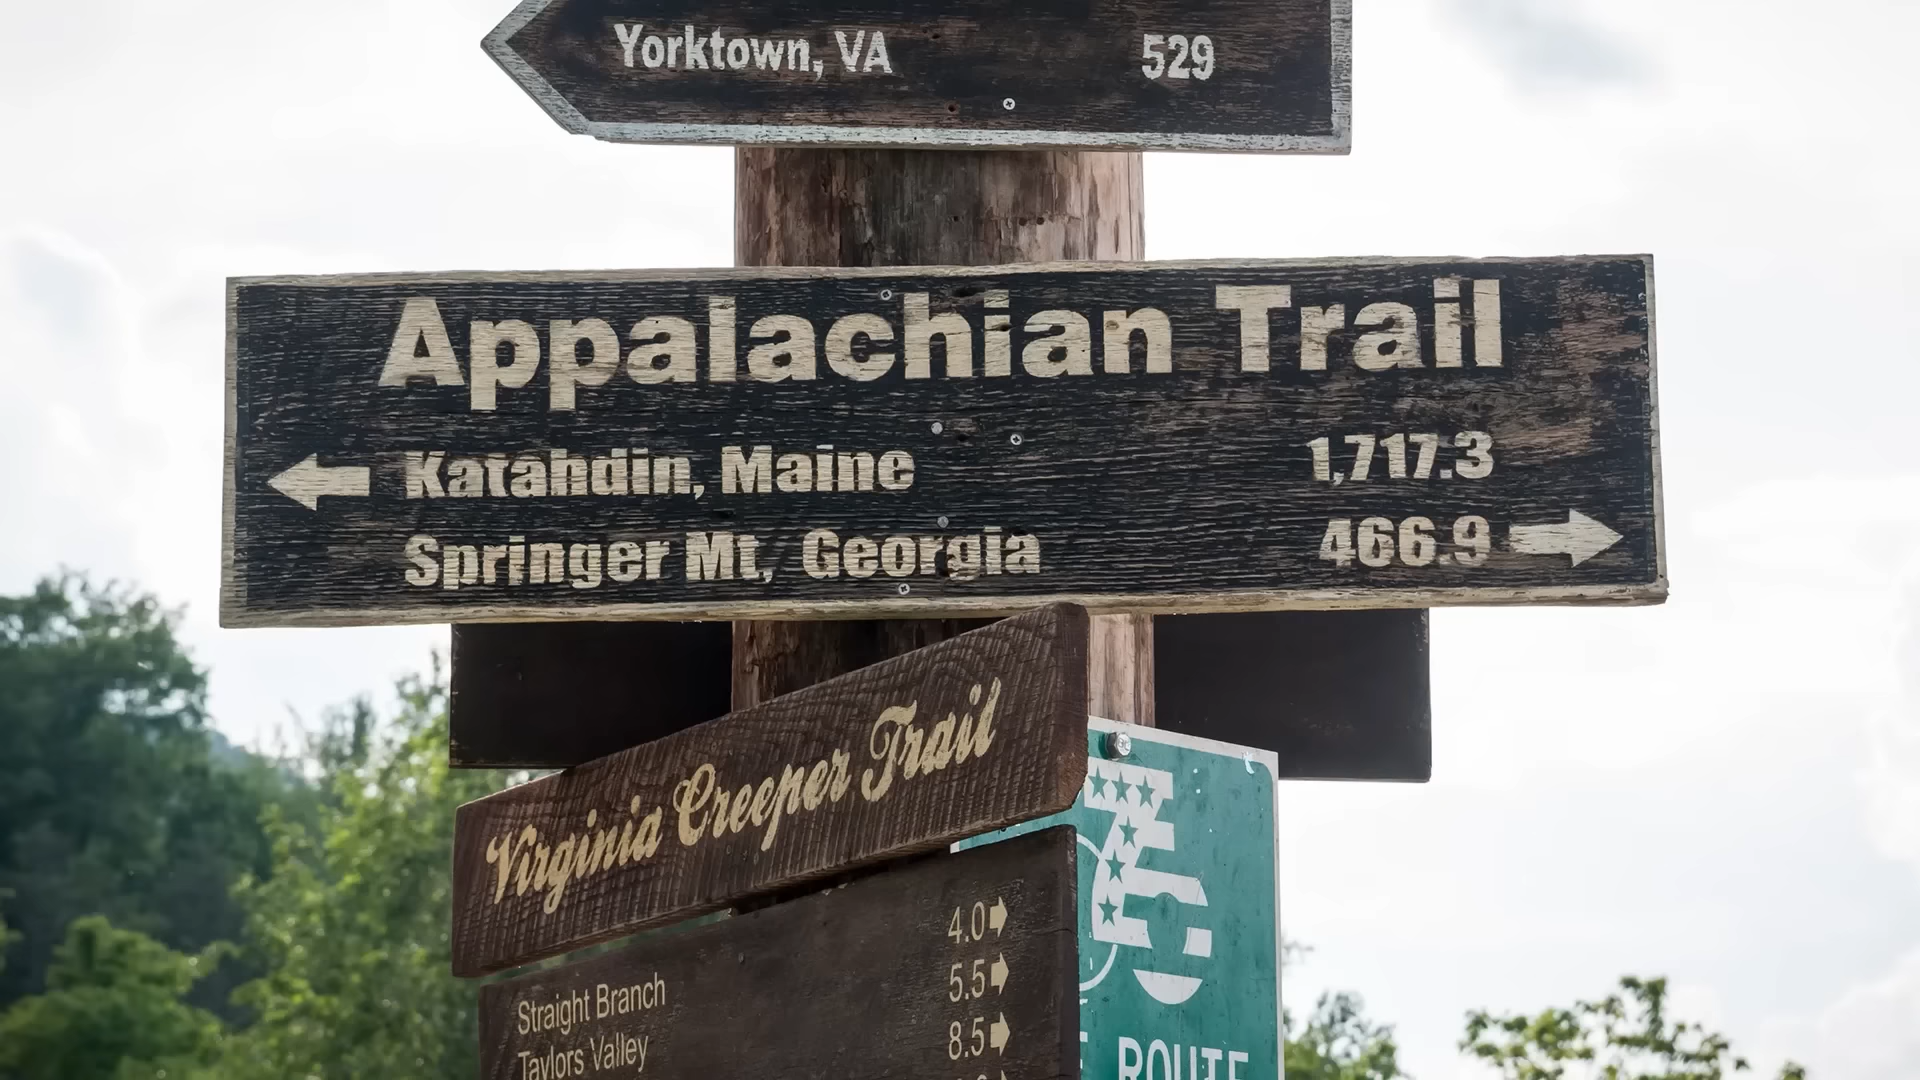 Yorktown, VA 529
Appalachian Trail
Katahdin, Maine 1,717.3
Springer Mt, Georgia 466.9
Virginia Creeper Trail
4.0
Straight Branch 5.5
Taylors Valley 8.5
76
ROUTE